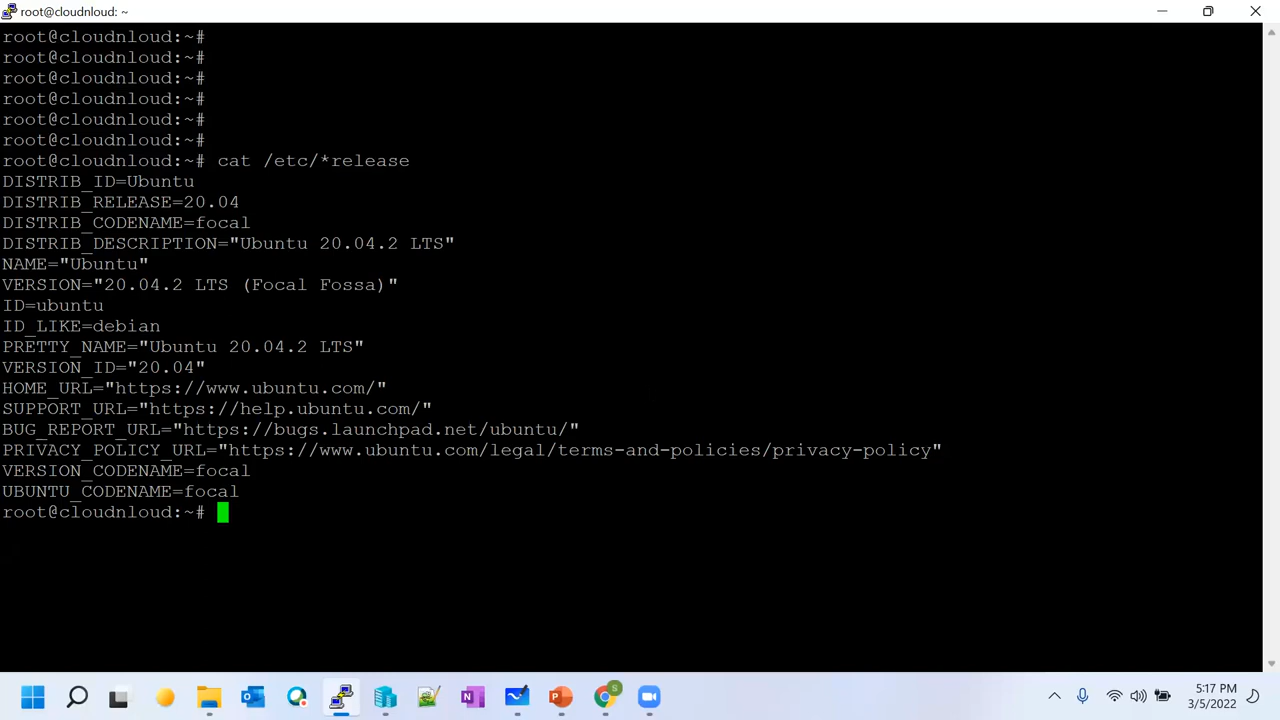 root@cloudnloud: ~
root@cloudnloud:~#
root@cloudnloud:~#
root@cloudnloud:~#
root@cloudnloud:~#
root@cloudnloud:~#
root@cloudnloud:~#
root@cloudnloud:~# cat /etc/*release
DISTRIB_ID=Ubuntu
DISTRIB_RELEASE=20.04
DISTRIB_CODENAME=focal
DISTRIB_DESCRIPTION="Ubuntu 20.04.2 LTS"
NAME="Ubuntu"
VERSION="20.04.2 LTS (Focal Fossa)"
ID=ubuntu
ID_LIKE=debian
PRETTY_NAME="Ubuntu 20.04.2 LTS"
VERSION_ID="20.04"
HOME_URL="https://www.ubuntu.com/"
SUPPORT_URL="https://help.ubuntu.com/"
BUG_REPORT_URL="https://bugs.launchpad.net/ubuntu/"
PRIVACY_POLICY_URL="https://www.ubuntu.com/legal/terms-and-policies/privacy-policy"
VERSION_CODENAME=focal
UBUNTU_CODENAME=focal
root@cloudnloud:~#
5:17 PM
3/5/2022